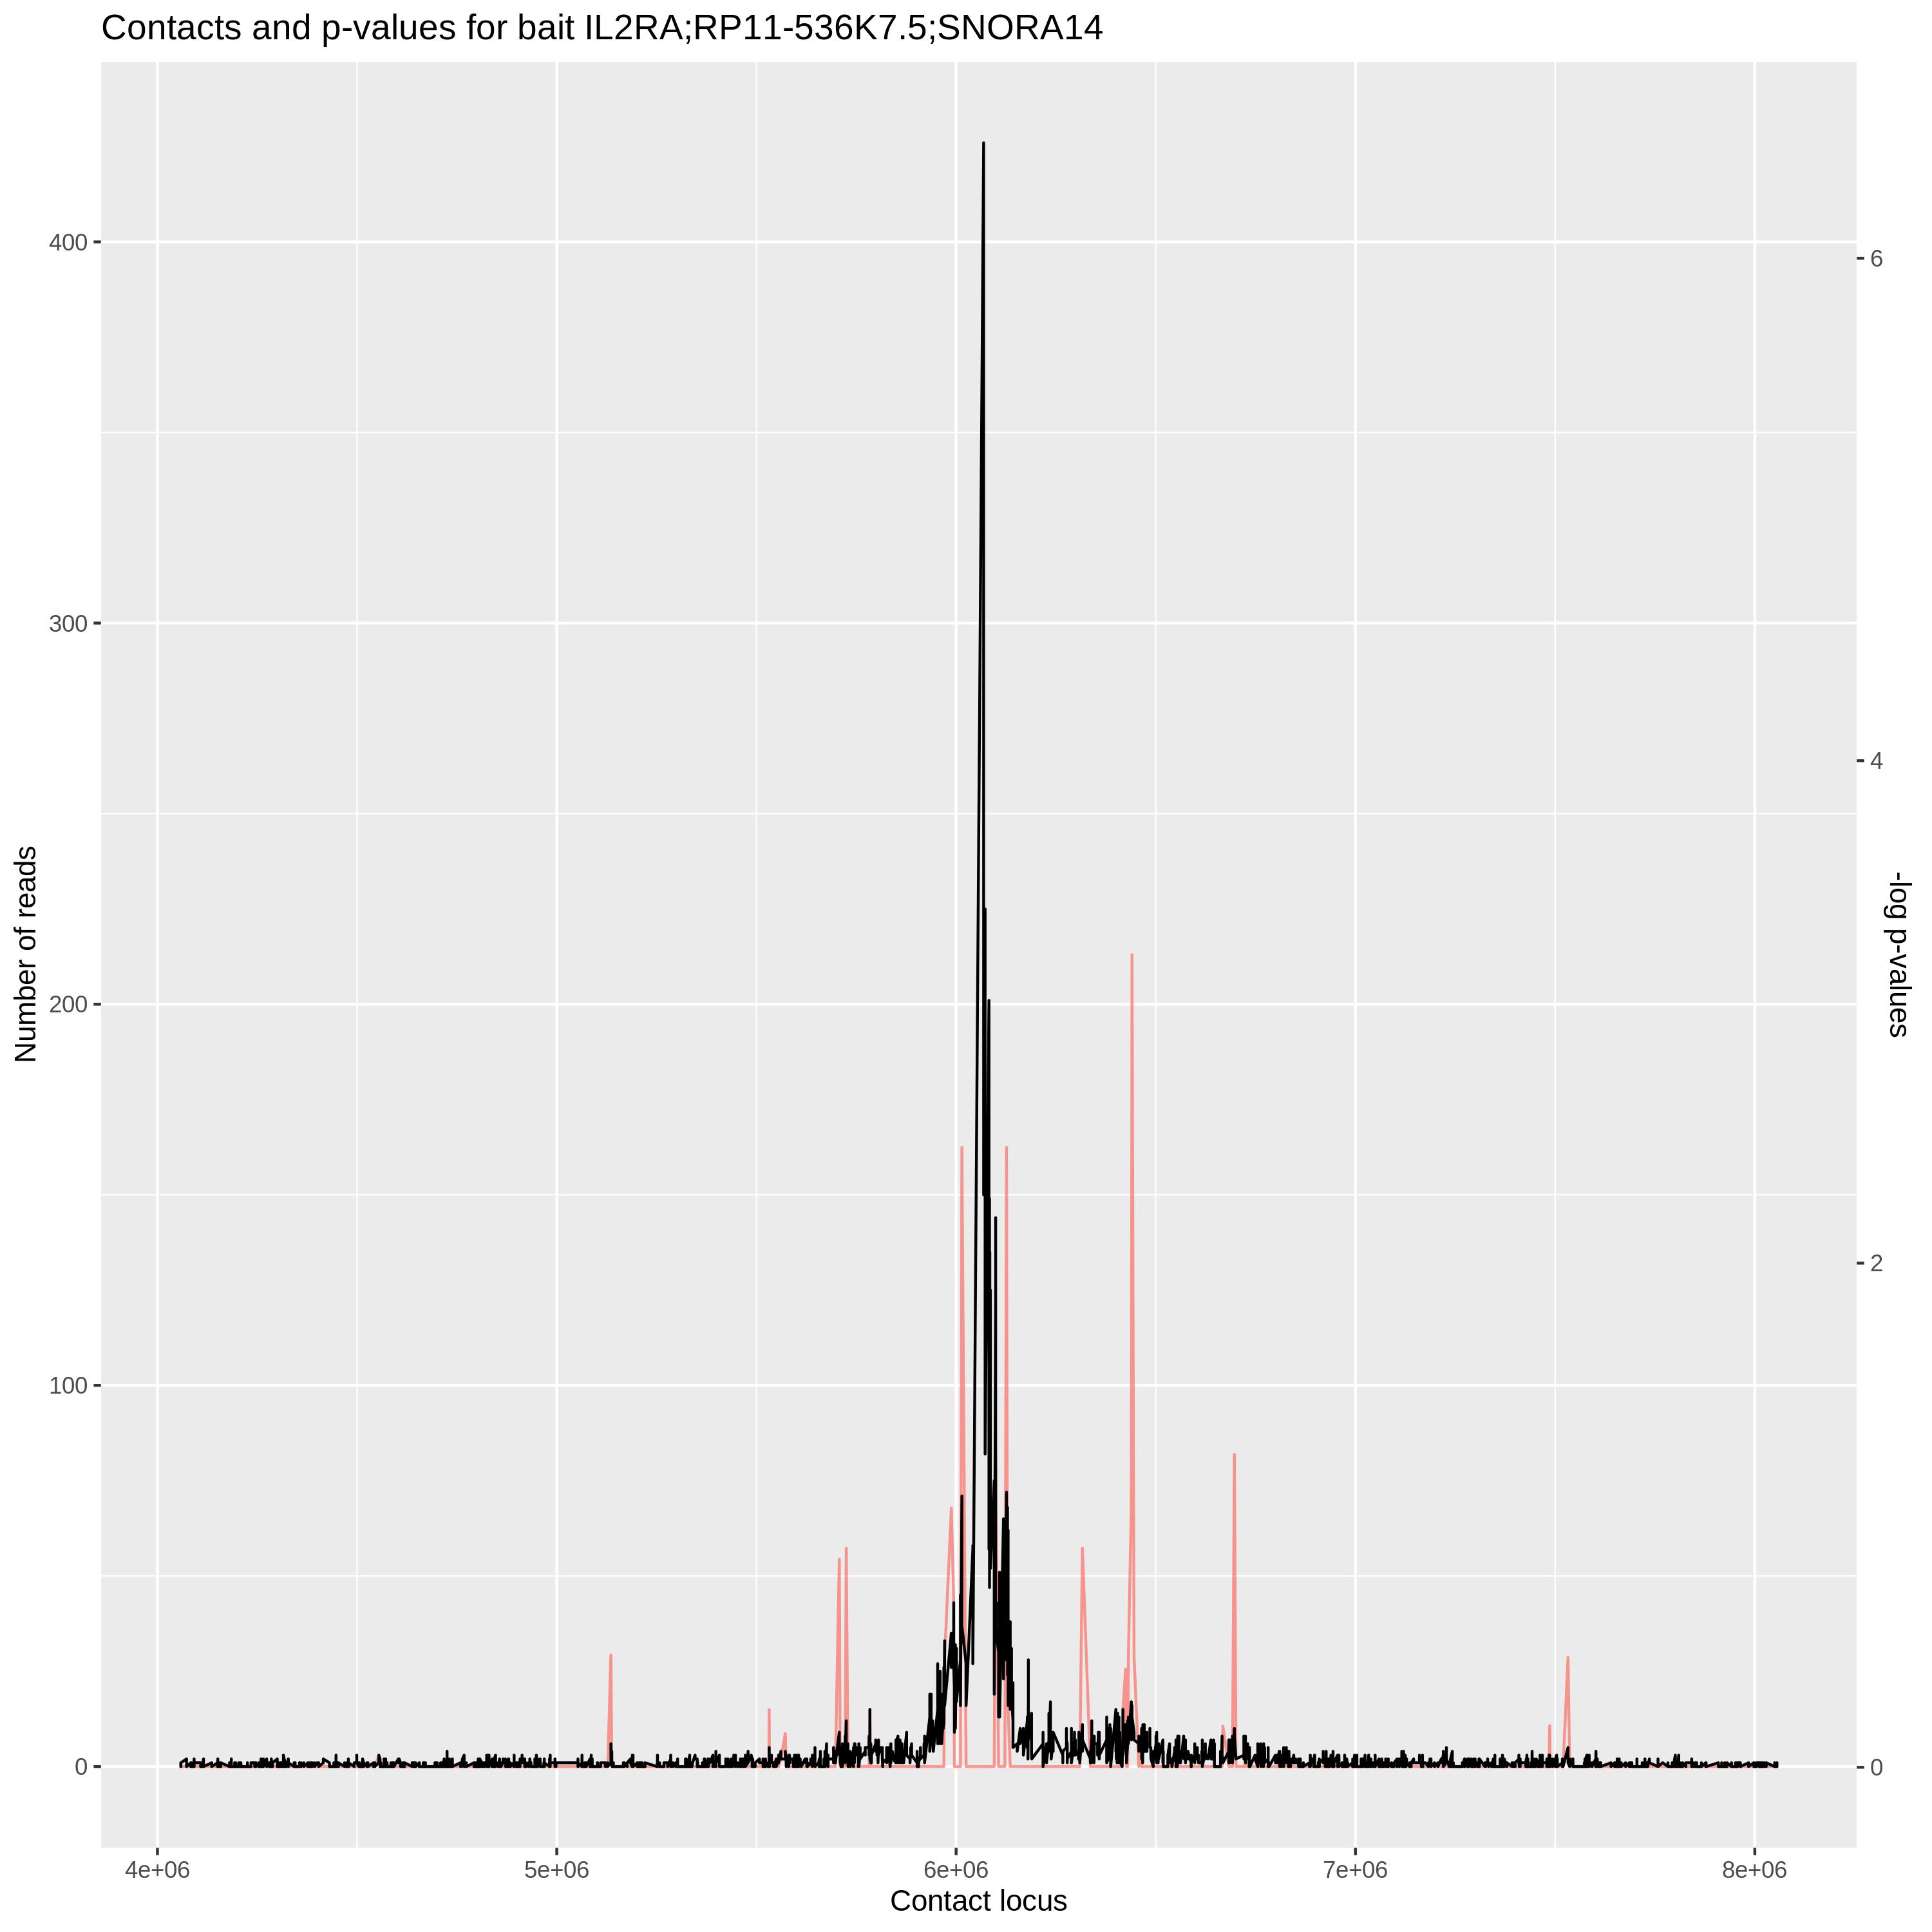 Contacts and p-values for bait IL2RA;RP11-536K7.5;SNORA14
400
300
200
100
0
Number of reads
6
4
2
0
-log p-values
4e+06 5e+06 6e+06 7e+06 8e+06
Contact locus